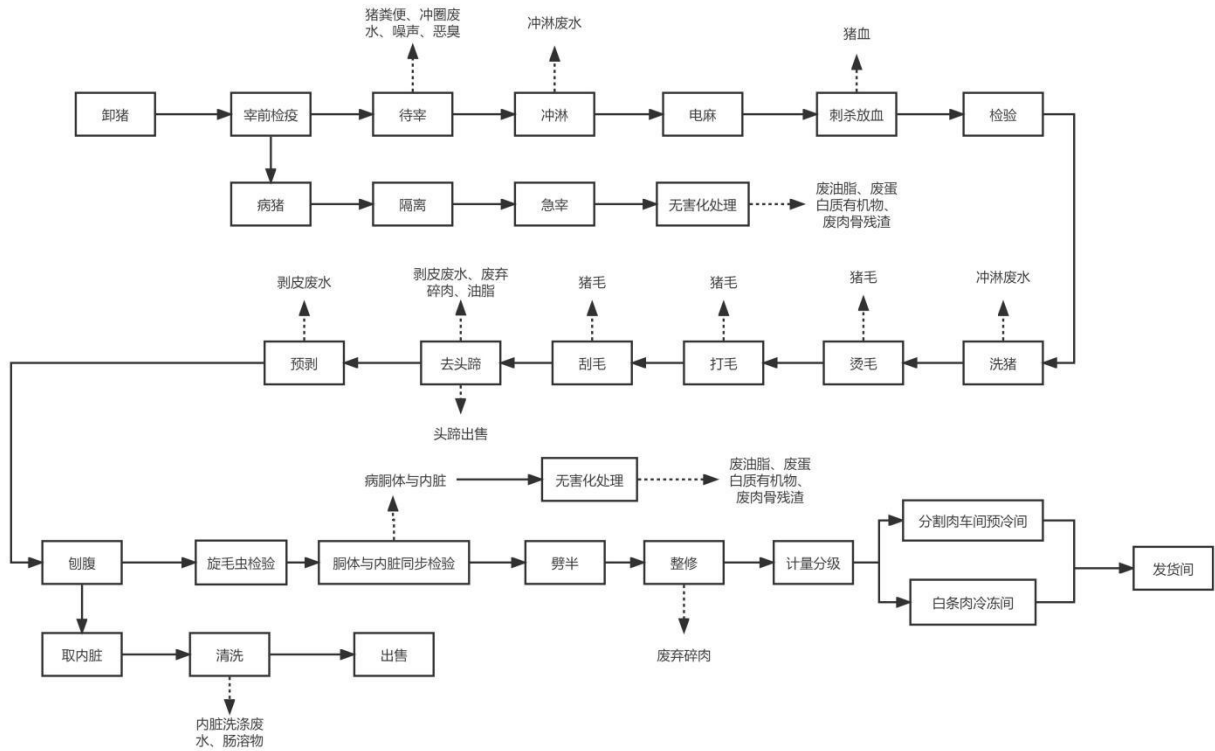 猪粪便、冲圈废
水、噪声、恶臭
冲淋废水
猪血
卸猪
宰前检疫
待宰
冲淋
电麻
刺杀放血
检验
病猪
隔离
急宰
无害化处理
废油脂、废蛋
白质有机物、
废肉骨残渣
剥皮废水
剥皮废水、废弃
碎肉、油脂
猪毛
猪毛
猪毛
冲淋废水
预剥
去头蹄
刮毛
打毛
烫毛
洗猪
头蹄出售
病胴体与内脏
无害化处理
废油脂、废蛋
白质有机物、
废肉骨残渣
刨腹
旋毛虫检验
胴体与内脏同步检验
劈半
整修
计量分级
分割肉车间预冷间
白条肉冷冻间
发货间
取内脏
清洗
出售
废弃碎肉
内脏洗涤废
水、肠溶物